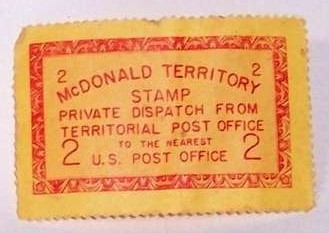 2 2
McDONALD TERRITORY
STAMP
PRIVATE DISPATCH FROM
TERRITORIAL POST OFFICE
2 TO THE NEAREST 2
U.S. POST OFFICE